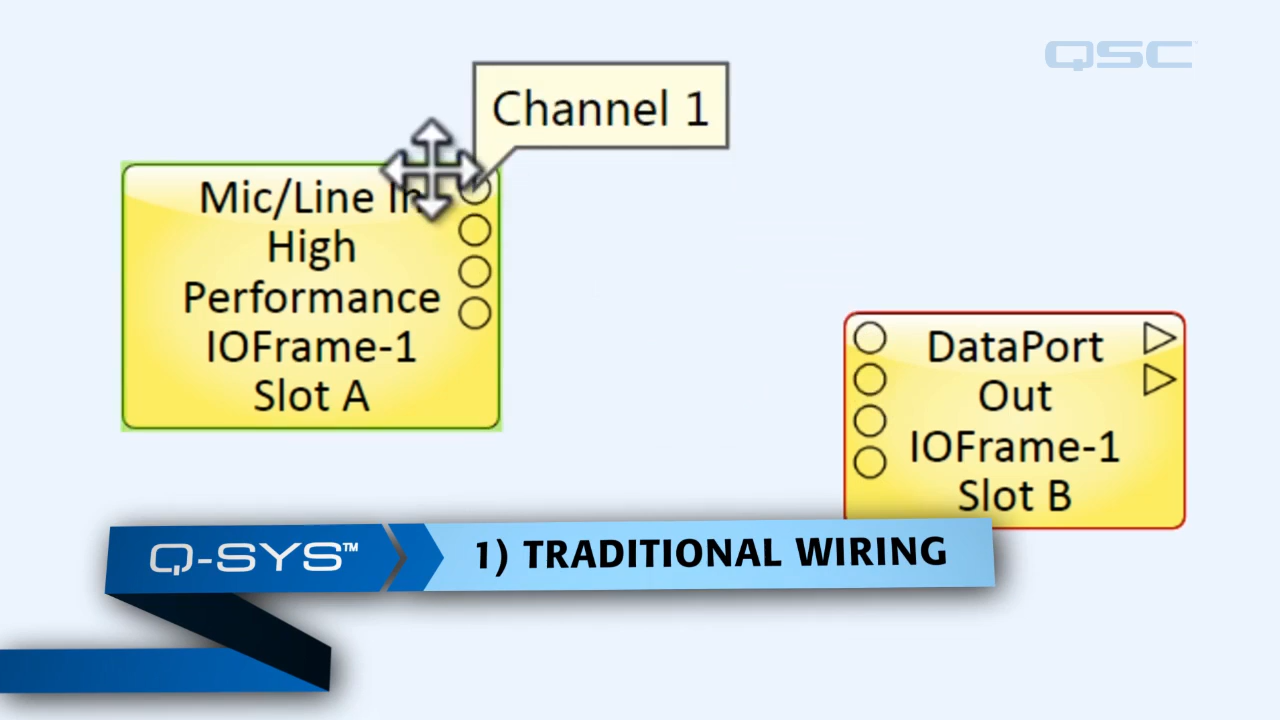 QSC
Channel 1
Mic/Line In
High
Performance
IOFrame-1
Slot A
DataPort
Out
IOFrame-1
Slot B
Q-SYS™
1) TRADITIONAL WIRING